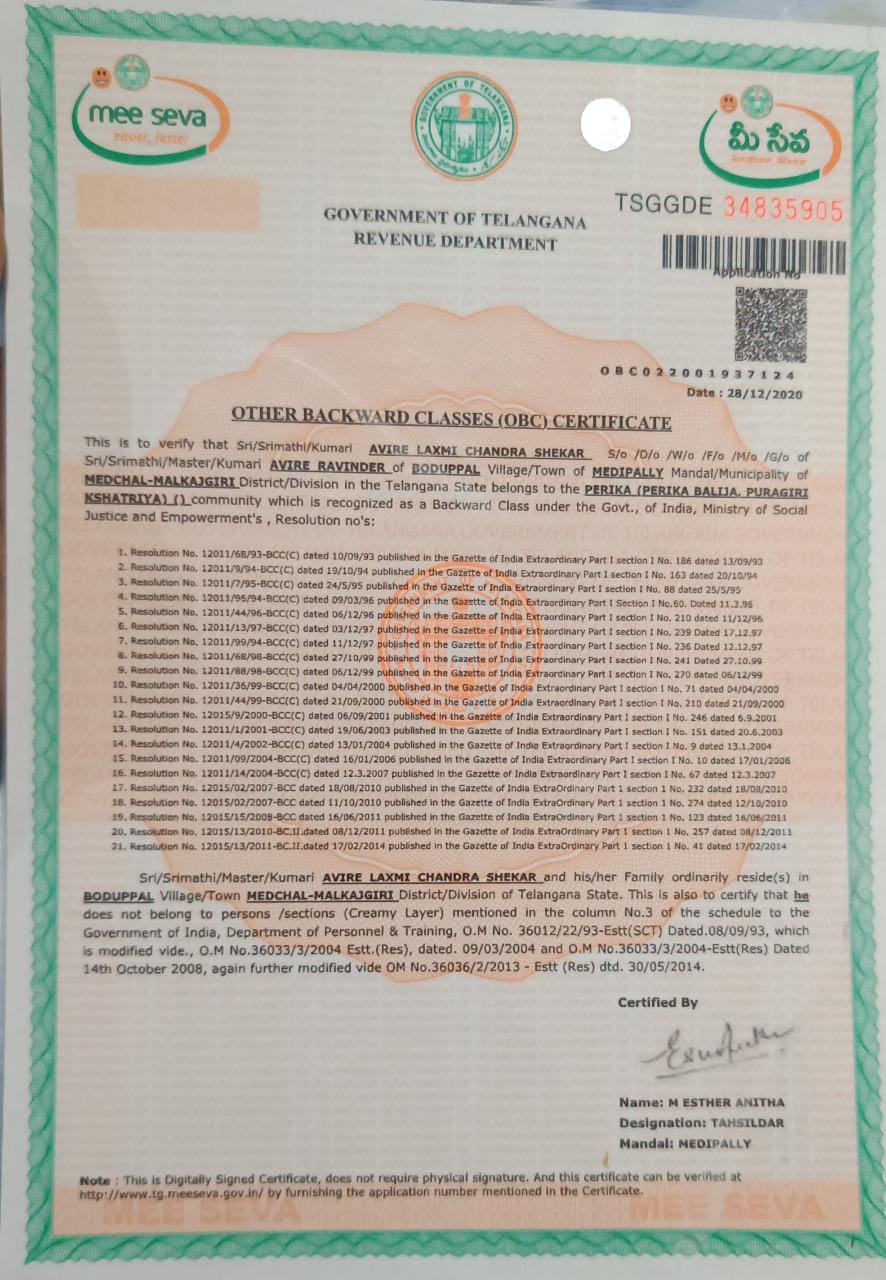 mee seva
easier, faster
GOVERNMENT OF TELANGANA
మీ సేవ
TSGGDE 34835905
GOVERNMENT OF TELANGANA
REVENUE DEPARTMENT
Application No
OBC022001937124
Date : 28/12/2020
OTHER BACKWARD CLASSES (OBC) CERTIFICATE
This is to verify that Sri/Srimathi/Kumari AVIRE LAXMI CHANDRA SHEKAR S/o /D/o /W/o /F/o /M/o /G/o of
Sri/Srimathi/Master/Kumari AVIRE RAVINDER of BODUPPAL Village/Town of MEDIPALLY Mandal/Municipality of
MEDCHAL-MALKAJGIRI District/Division in the Telangana State belongs to the PERIKA (PERIKA BALIJA, PURAGIRI
KSHATRIYA) () community which is recognized as a Backward Class under the Govt., of India, Ministry of Social
Justice and Empowerment's , Resolution no's:
1. Resolution No. 12011/68/93-BCC(C) dated 10/09/93 published in the Gazette of India Extraordinary Part I section I No. 186 dated 13/09/93
2. Resolution No. 12011/9/94-BCC(C) dated 19/10/94 published in the Gazette of India Extraordinary Part I section I No. 163 dated 20/10/94
3. Resolution No. 12011/7/95-BCC(C) dated 24/5/95 published in the Gazette of India Extraordinary Part I section I No. 88 dated 25/5/95
4. Resolution No. 12011/96/94-BCC(C) dated 09/03/96 published in the Gazette of India Extraordinary Part I Section I No.60. Dated 11.3.96
5. Resolution No. 12011/44/96-BCC(C) dated 06/12/96 published in the Gazette of India Extraordinary Part I section I No. 210 dated 11/12/96
6. Resolution No. 12011/13/97-BCC(C) dated 03/12/97 published in the Gazette of India Extraordinary Part I section I No. 239 Dated 17.12.97
7. Resolution No. 12011/99/94-BCC(C) dated 11/12/97 published in the Gazette of India Extraordinary Part I section I No. 236 Dated 12.12.97
8. Resolution No. 12011/68/98-BCC(C) dated 27/10/99 published in the Gazette of India Extraordinary Part I section I No. 241 Dated 27.10.99
9. Resolution No. 12011/88/98-BCC(C) dated 06/12/99 published in the Gazette of India Extraordinary Part I section I No. 270 dated 06/12/99
10. Resolution No. 12011/36/99-BCC(C) dated 04/04/2000 published in the Gazette of India Extraordinary Part I section I No. 71 dated 04/04/2000
11. Resolution No. 12011/44/99-BCC(C) dated 21/09/2000 published in the Gazette of India Extraordinary Part I section I No. 210 dated 21/09/2000
12. Resolution No. 12015/9/2000-BCC(C) dated 06/09/2001 published in the Gazette of India Extraordinary Part I section I No. 246 dated 6.9.2001
13. Resolution No. 12011/1/2001-BCC(C) dated 19/06/2003 published in the Gazette of India Extraordinary Part I section I No. 151 dated 20.6.2003
14. Resolution No. 12011/4/2002-BCC(C) dated 13/01/2004 published in the Gazette of India Extraordinary Part I section I No. 9 dated 13.1.2004
15. Resolution No. 12011/09/2004-BCC(C) dated 16/01/2006 published in the Gazette of India Extraordinary Part I section I No. 10 dated 17/01/2006
16. Resolution No. 12011/14/2004-BCC(C) dated 12.3.2007 published in the Gazette of India Extraordinary Part I section I No. 67 dated 12.3.2007
17. Resolution No. 12015/02/2007-BCC dated 18/08/2010 published in the Gazette of India ExtraOrdinary Part 1 section 1 No. 232 dated 18/08/2010
18. Resolution No. 12015/02/2007-BCC dated 11/10/2010 published in the Gazette of India ExtraOrdinary Part 1 section 1 No. 274 dated 12/10/2010
19. Resolution No. 12015/15/2008-BCC dated 16/06/2011 published in the Gazette of India ExtraOrdinary Part 1 section 1 No. 123 dated 16/06/2011
20. Resolution No. 12015/13/2010-BC.II.dated 08/12/2011 published in the Gazette of India ExtraOrdinary Part 1 section 1 No. 257 dated 08/12/2011
21. Resolution No. 12015/13/2011-BC.II.dated 17/02/2014 published in the Gazette of India ExtraOrdinary Part 1 section 1 No. 41 dated 17/02/2014
Sri/Srimathi/Master/Kumari AVIRE LAXMI CHANDRA SHEKAR and his/her Family ordinarily reside(s) in
BODUPPAL Village/Town MEDCHAL-MALKAJGIRI District/Division of Telangana State. This is also to certify that he
does not belong to persons /sections (Creamy Layer) mentioned in the column No.3 of the schedule to the
Government of India, Department of Personnel & Training, O.M No. 36012/22/93-Estt(SCT) Dated.08/09/93, which
is modified vide., O.M No.36033/3/2004 Estt.(Res), dated. 09/03/2004 and O.M No.36033/3/2004-Estt(Res) Dated
14th October 2008, again further modified vide OM No.36036/2/2013 - Estt (Res) dtd. 30/05/2014.
Certified By
Name: M ESTHER ANITHA
Designation: TAHSILDAR
Mandal: MEDIPALLY
Note : This is Digitally Signed Certificate, does not require physical signature. And this certificate can be verified at
http://www.tg.meeseva.gov.in/ by furnishing the application number mentioned in the Certificate.
MEE SEVA
MEE SEVA